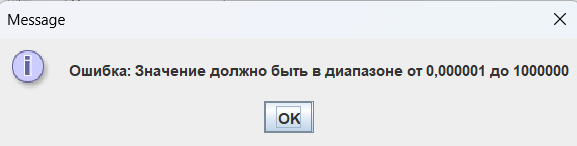 Message
Ошибка: Значение должно быть в диапазоне от 0,000001 до 1000000
OK